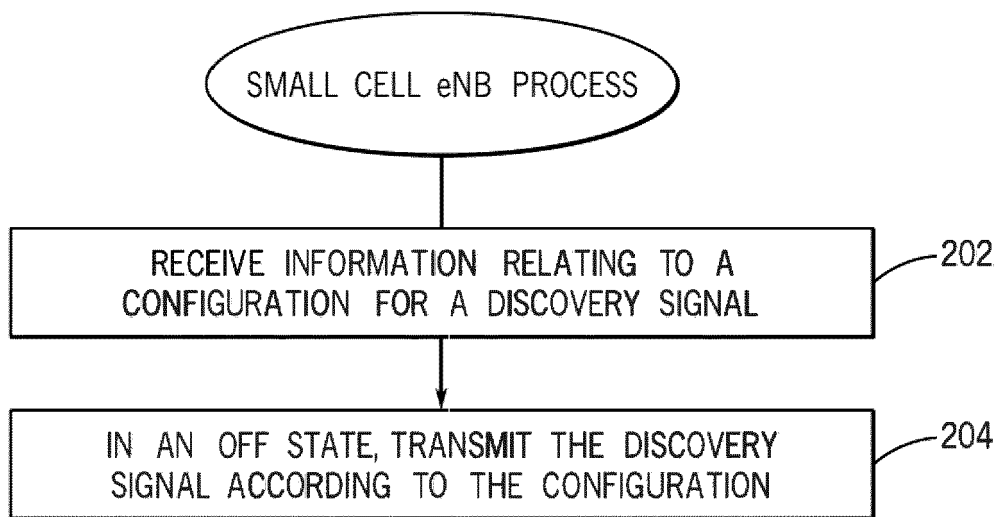 SMALL CELL eNB PROCESS
RECEIVE INFORMATION RELATING TO A
CONFIGURATION FOR A DISCOVERY SIGNAL
202
IN AN OFF STATE, TRANSMIT THE DISCOVERY
SIGNAL ACCORDING TO THE CONFIGURATION
204